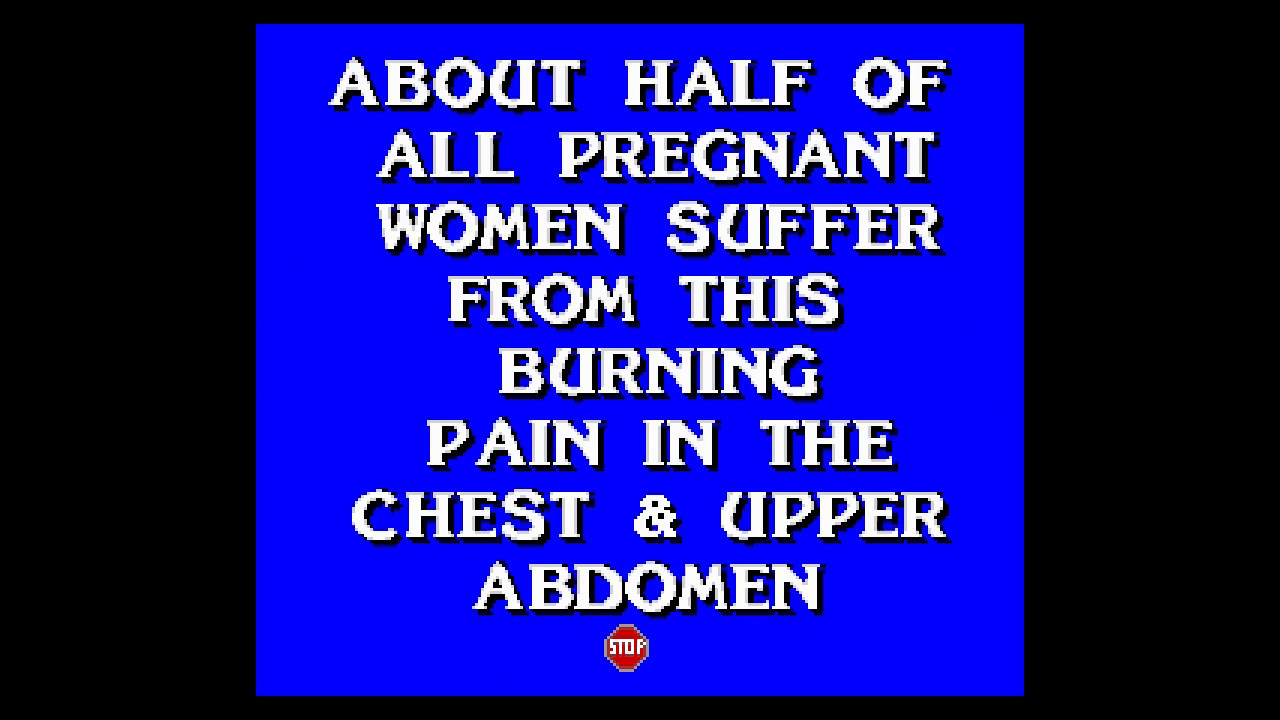 ABOUT HALF OF
ALL PREGNANT
WOMEN SUFFER
FROM THIS
BURNING
PAIN IN THE
CHEST & UPPER
ABDOMEN
STOP